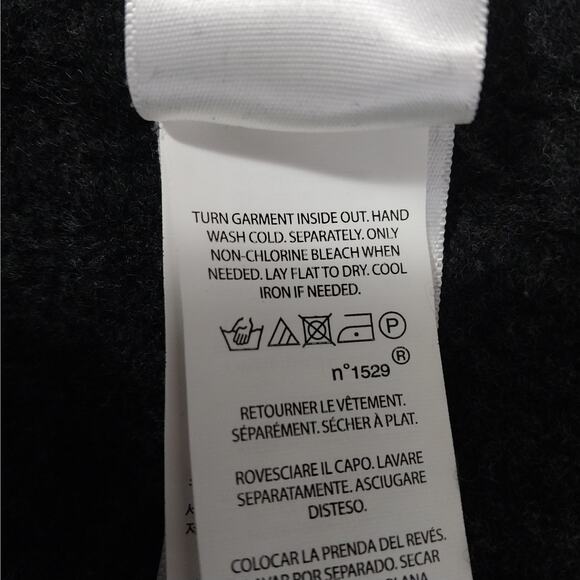 TURN GARMENT INSIDE OUT. HAND
WASH COLD. SEPARATELY. ONLY
NON-CHLORINE BLEACH WHEN
NEEDED. LAY FLAT TO DRY. COOL
IRON IF NEEDED.
P
n°1529 ®
RETOURNER LE VÊTEMENT.
SÉPARÉMENT. SÉCHER À PLAT.
ROVESCIARE IL CAPO. LAVARE
SEPARATAMENTE. ASCIUGARE
DISTESO.
COLOCAR LA PRENDA DEL REVÉS.
POR SEPARADO. SECAR